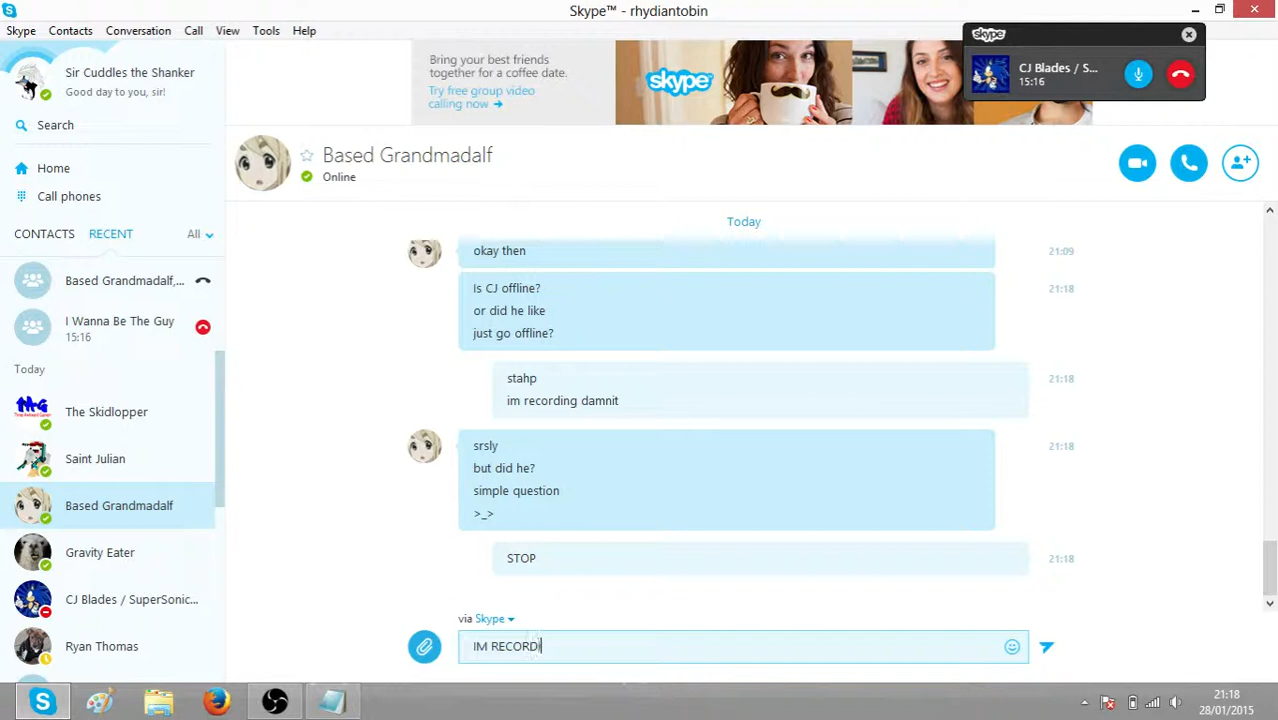 Skype™ - rhydiantobin
Skype Contacts Conversation Call View Tools Help
skype
CJ Blades / S...
15:16
Bring your best friends
together for a coffee date.
Try free group video
calling now
skype
Sir Cuddles the Shanker
Good day to you, sir!
Search
Home
Call phones
CONTACTS RECENT All
Based Grandmadalf,...
I Wanna Be The Guy
15:16
Today
The Skidlopper
Saint Julian
Based Grandmadalf
Gravity Eater
CJ Blades / SuperSonic...
Ryan Thomas
Based Grandmadalf
Online
Today
okay then 21:09
Is CJ offline? 21:18
or did he like
just go offline?
stahp 21:18
im recording damnit
srsly 21:18
but did he?
simple question
>_>
STOP 21:18
via Skype
IM RECORDI
21:18
28/01/2015